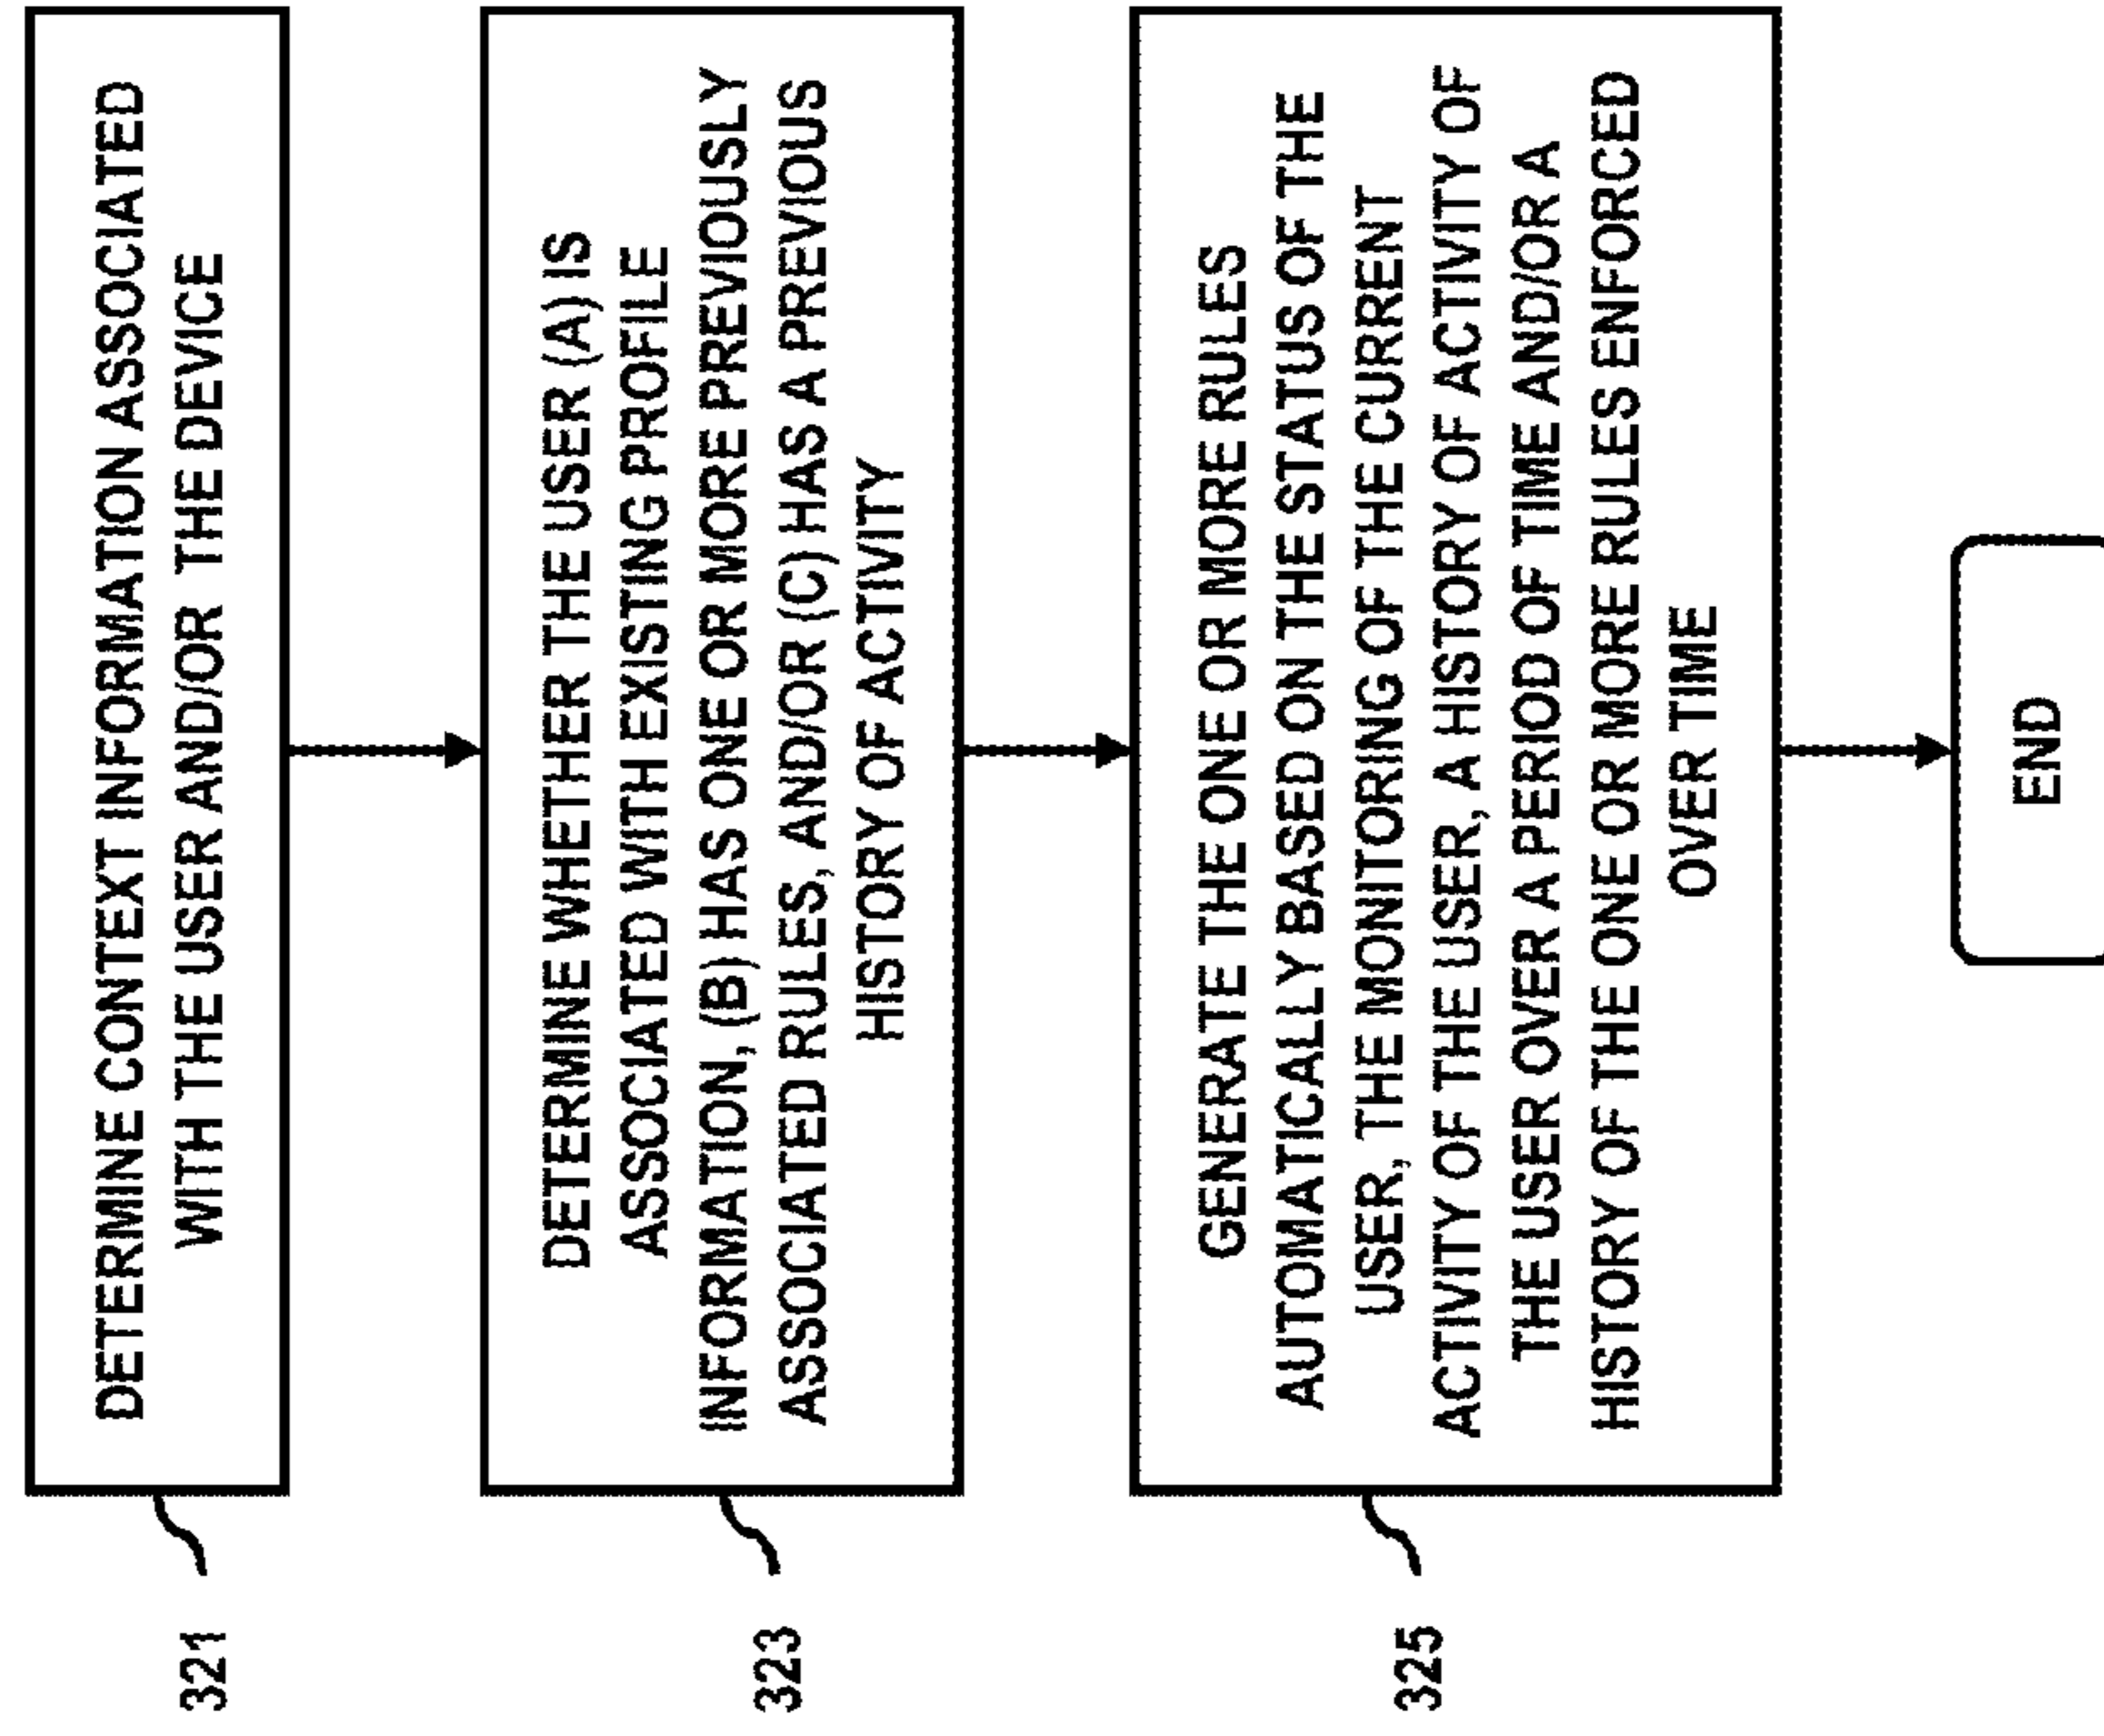 DETERMINE CONTEXT INFORMATION ASSOCIATED
WITH THE USER AND/OR THE DEVICE
321
DETERMINE WHETHER THE USER (A) IS
ASSOCIATED WITH EXISTING PROFILE
INFORMATION, (B) HAS ONE OR MORE PREVIOUSLY
ASSOCIATED RULES, AND/OR (C) HAS A PREVIOUS
HISTORY OF ACTIVITY
323
GENERATE THE ONE OR MORE RULES
AUTOMATICALLY BASED ON THE STATUS OF THE
USER, THE MONITORING OF THE CURRENT
ACTIVITY OF THE USER, A HISTORY OF ACTIVITY OF
THE USER OVER A PERIOD OF TIME AND/OR A
HISTORY OF THE ONE OR MORE RULES ENFORCED
OVER TIME
325
END